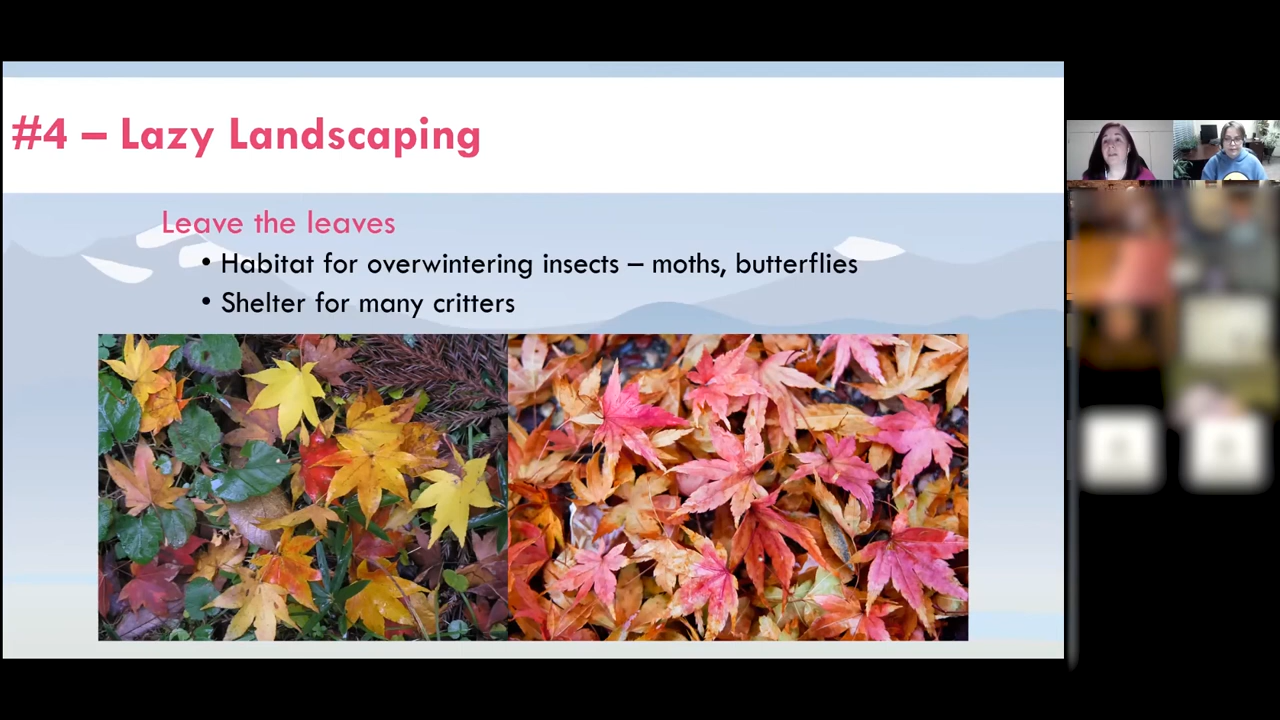 #4 – Lazy Landscaping
Leave the leaves
• Habitat for overwintering insects – moths, butterflies
• Shelter for many critters